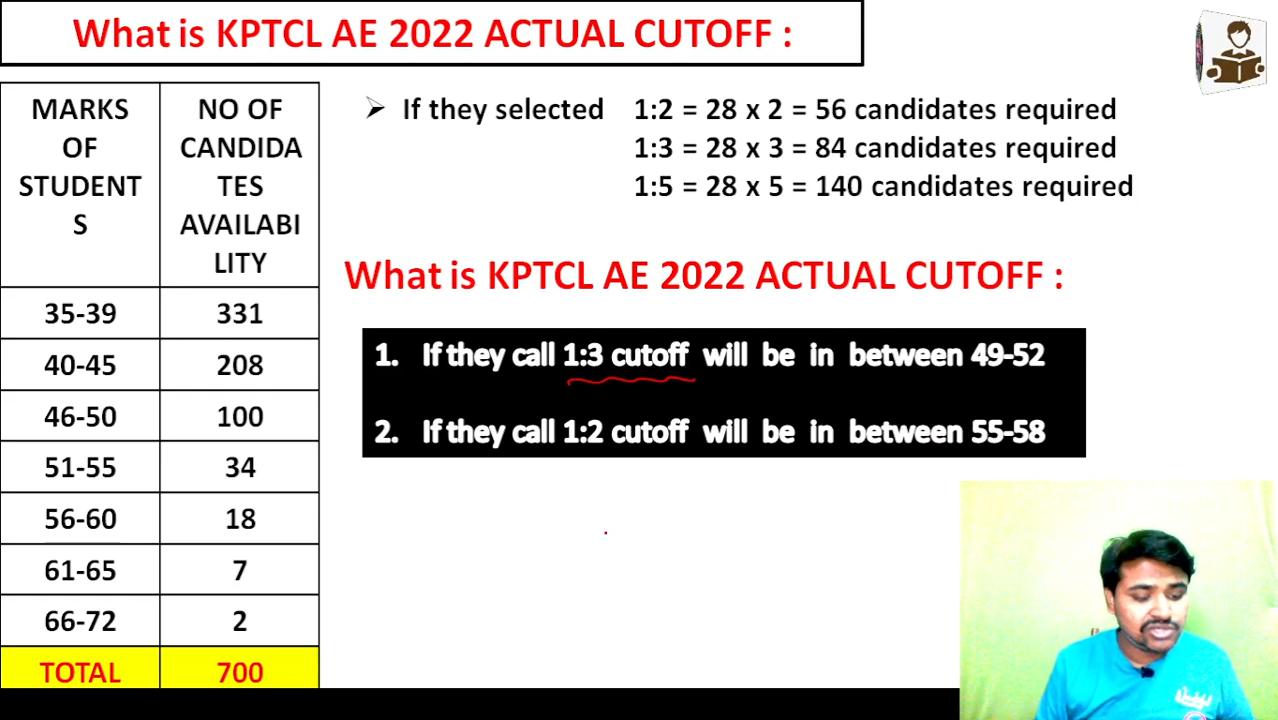 What is KPTCL AE 2022 ACTUAL CUTOFF :
MARKS
OF
STUDENT
S
NO OF
CANDIDA
TES
AVAILABI
LITY
35-39 331
40-45 208
46-50 100
51-55 34
56-60 18
61-65 7
66-72 2
TOTAL 700
➢ If they selected 1:2 = 28 x 2 = 56 candidates required
1:3 = 28 x 3 = 84 candidates required
1:5 = 28 x 5 = 140 candidates required
What is KPTCL AE 2022 ACTUAL CUTOFF :
1. If they call 1:3 cutoff will be in between 49-52
2. If they call 1:2 cutoff will be in between 55-58